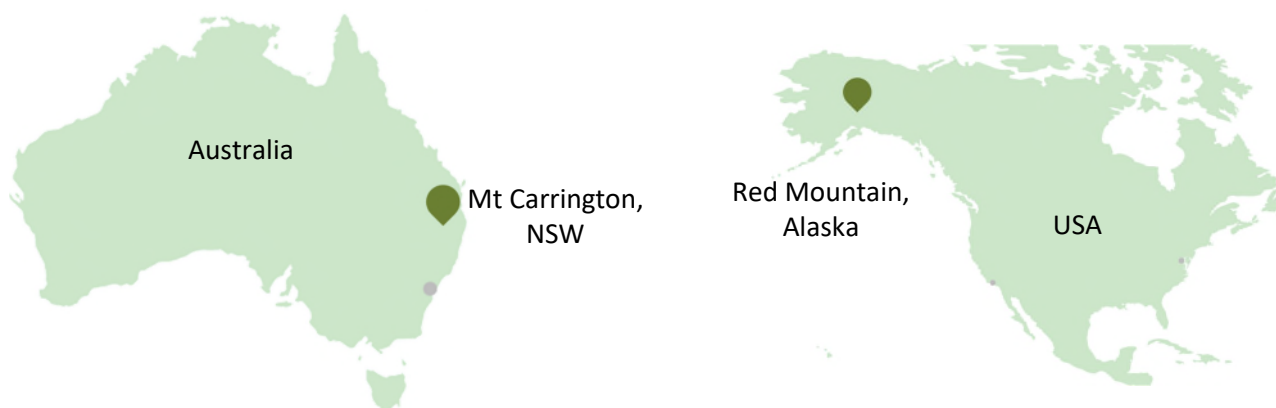 Australia
Mt Carrington,
NSW
Red Mountain,
Alaska
USA